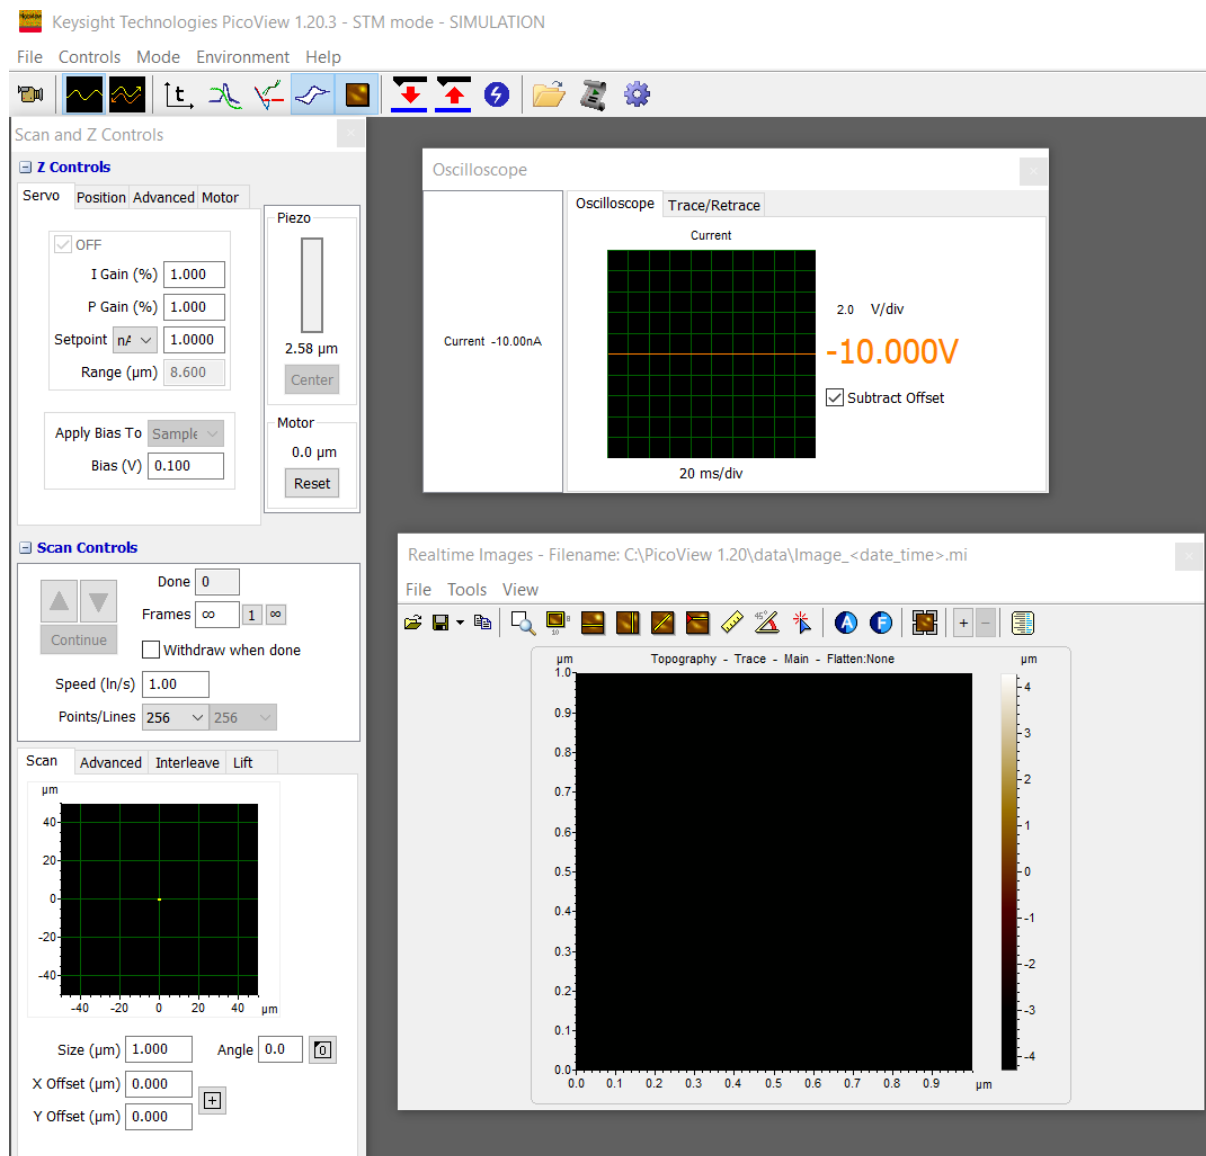 Keysight Technologies PicoView 1.20.3 - STM mode - SIMULATION
File Controls Mode Environment Help
Scan and Z Controls
Z Controls
Servo Position Advanced Motor
OFF
I Gain (%) 1.000
P Gain (%) 1.000
Setpoint 1.0000
Range (µm) 8.600
Apply Bias To Sample
Bias (V) 0.100
Piezo
2.58 µm
Center
Motor
0.0 µm
Reset
Scan Controls
Done 0
Frames ∞ 1 ∞
Continue
Withdraw when done
Speed (ln/s) 1.00
Points/Lines 256 256
Scan Advanced Interleave Lift
µm
40
20
0
-20
-40
-40 -20 0 20 40 µm
Size (µm) 1.000 Angle 0.0 0
X Offset (µm) 0.000
Y Offset (µm) 0.000
Oscilloscope
Oscilloscope Trace/Retrace
Current
Current -10.00nA
2.0 V/div
-10.000V
Subtract Offset
20 ms/div
Realtime Images - Filename: C:\PicoView 1.20\data\Image_<date_time>.mi
File Tools View
45°
A F
+ -
µm Topography - Trace - Main - Flatten:None µm
1.0
0.9
0.8
0.7
0.6
0.5
0.4
0.3
0.2
0.1
0.0
0.0 0.1 0.2 0.3 0.4 0.5 0.6 0.7 0.8 0.9 µm
4
3
2
1
0
-1
-2
-3
-4